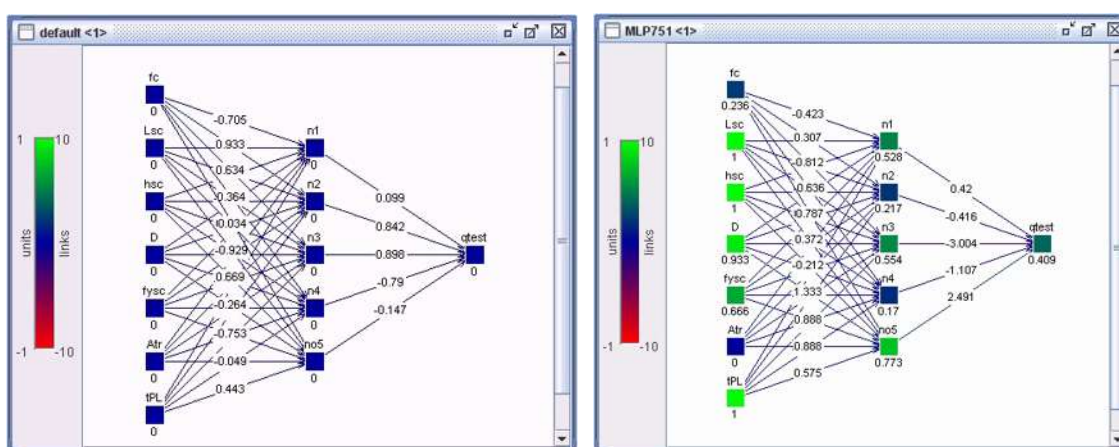 default <1>
1
10
units
links
-1
-10
fc
0
Lsc
0
hsc
0
D
0
fysc
0
Atr
0
tPL
0
-0.705
0.933
0.634
-0.364
0.034
-0.929
0.669
-0.264
-0.753
-0.049
0.443
n1
0
n2
0
n3
0
n4
0
no5
0
0.099
0.842
0.898
-0.79
-0.147
qtest
0
MLP751 <1>
1
10
units
links
-1
-10
fc
0.236
Lsc
1
hsc
1
D
0.933
fysc
0.666
Atr
0
tPL
1
-0.423
0.307
-0.812
-0.636
0.787
0.372
-0.212
1.333
0.888
0.888
0.575
n1
0.528
n2
0.217
n3
0.554
n4
0.17
no5
0.773
0.42
-0.416
-3.004
-1.107
2.491
qtest
0.409